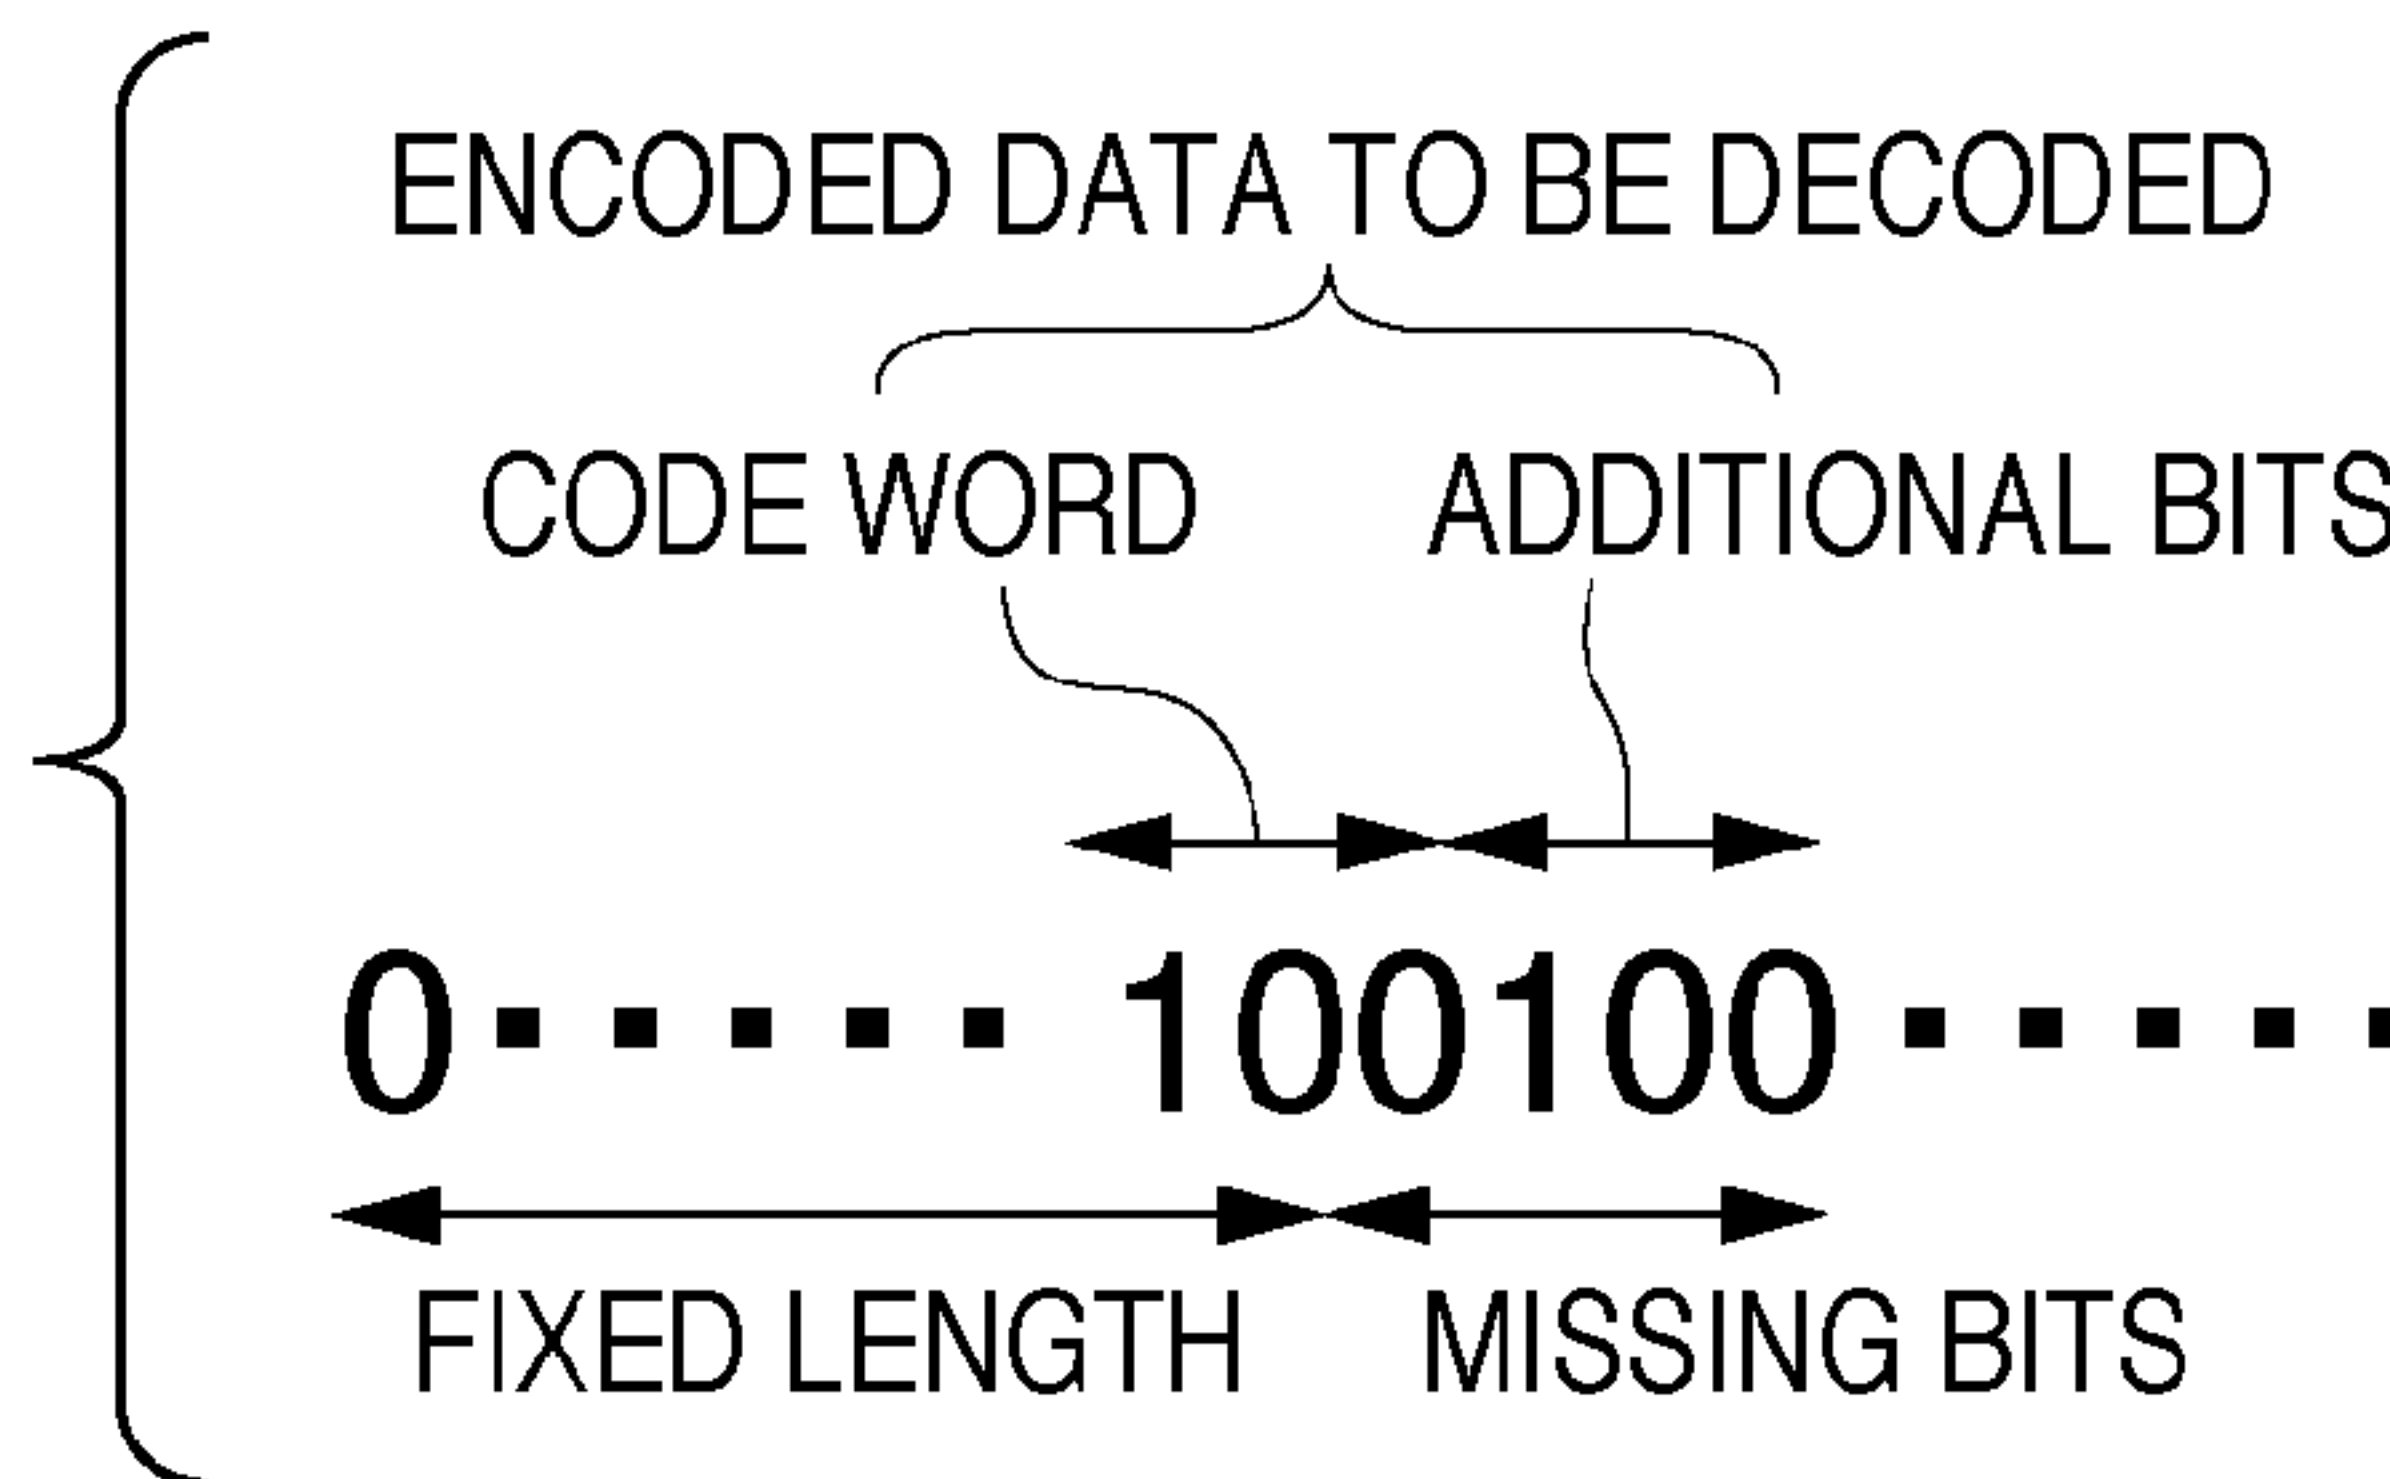 ENCODED DATA TO BE DECODED
CODE WORD ADDITIONAL BITS
0 ▪ ▪ ▪ ▪ ▪ 100100 ▪ ▪ ▪ ▪ ▪
FIXED LENGTH MISSING BITS